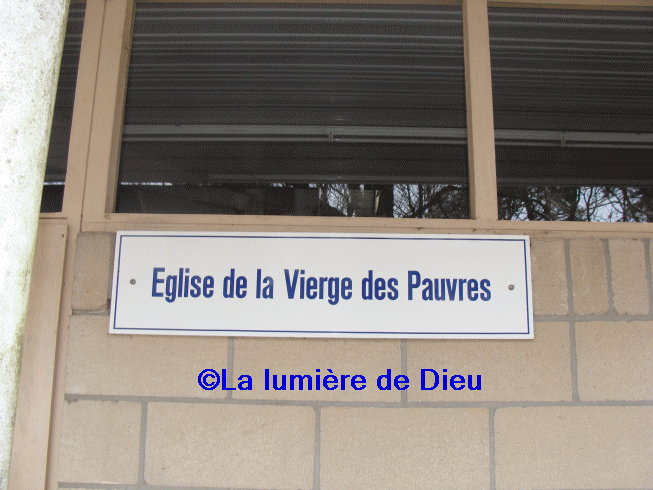 Eglise de la Vierge des Pauvres
©La lumière de Dieu